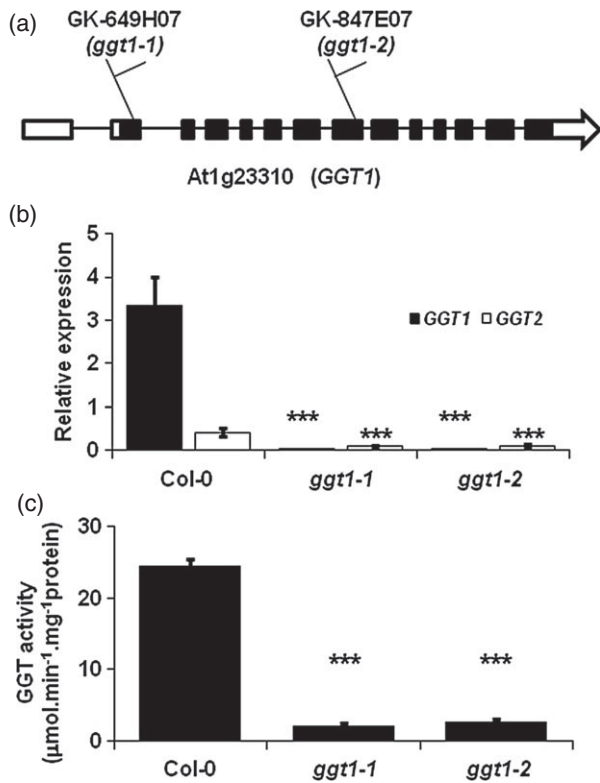 (a)
GK-649H07 GK-847E07
(ggt1-1) (ggt1-2)
At1g23310 (GGT1)
(b)
Relative expression
5
4
3
2
1
0
GGT1 GGT2
*** *** *** ***
Col-0 ggt1-1 ggt1-2
(c)
GGT activity
(µmol.min⁻¹.mg⁻¹protein)
30
20
10
0
*** ***
Col-0 ggt1-1 ggt1-2